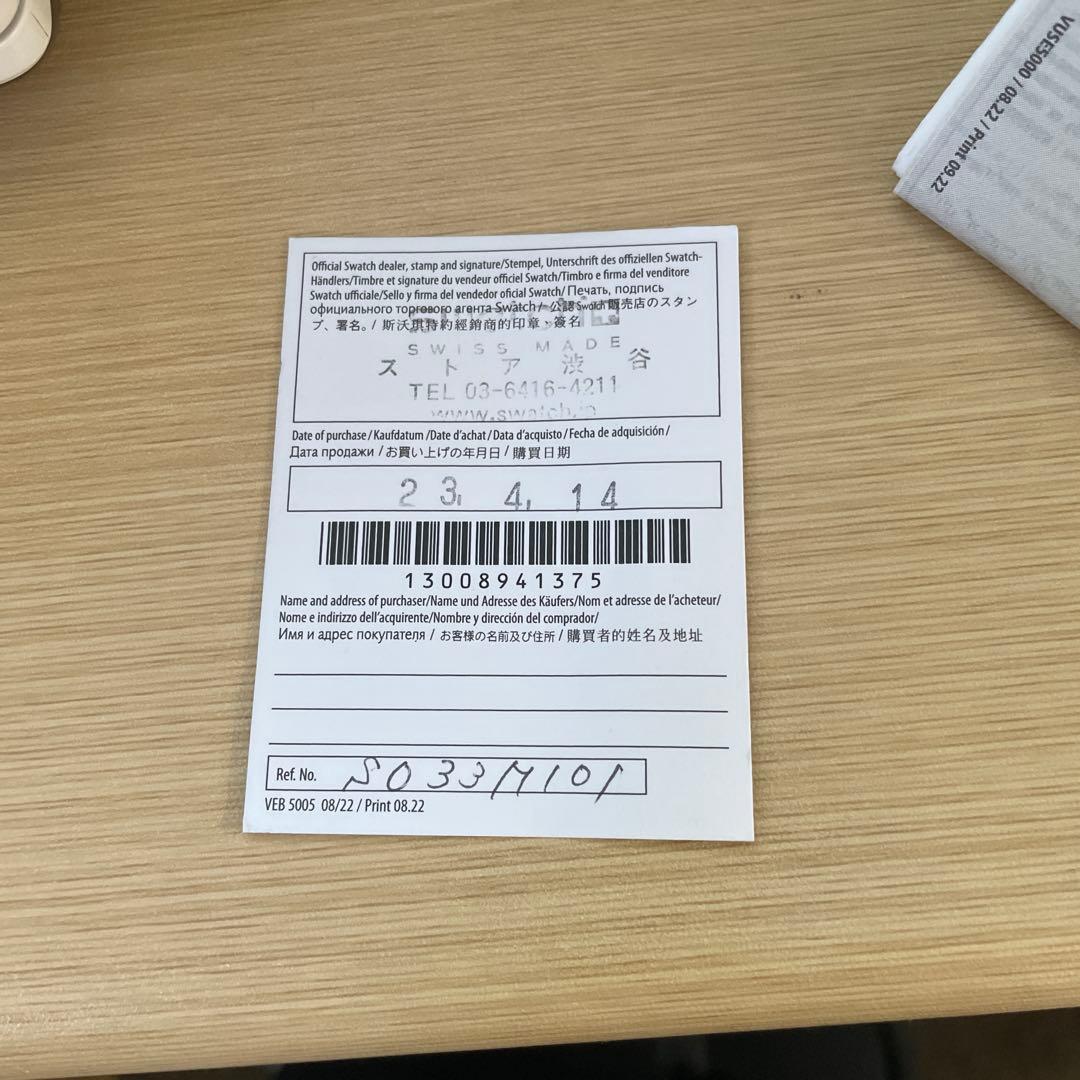 VUSE5000 / 08.22 / Print 09.22
Official Swatch dealer, stamp and signature/Stempel, Unterschrift des offiziellen Swatch-
Händlers/Timbre et signature du vendeur officiel Swatch/Timbro e firma del venditore
Swatch ufficiale/Sello y firma del vendedor oficial Swatch/ Печать, подпись
официального торгового агента Swatch / 公認 Swatch 販売店のスタン
プ、署名。/ 斯沃琪特約經銷商的印章、簽名
swatch
SWISS MADE
ストア渋谷
TEL 03-6416-4211
www.swatch.jp
Date of purchase / Kaufdatum / Date d'achat / Data d'acquisto / Fecha de adquisición /
Дата продажи / お買い上げの年月日 / 購買日期
23, 4, 14
13008941375
Name and address of purchaser/Name und Adresse des Käufers/Nom et adresse de l'acheteur/
Nome e indirizzo dell'acquirente/Nombre y dirección del comprador/
Имя и адрес покупателя / お客様の名前及び住所 / 購買者的姓名及地址
Ref. No. SO33M101
VEB 5005 08/22 / Print 08.22